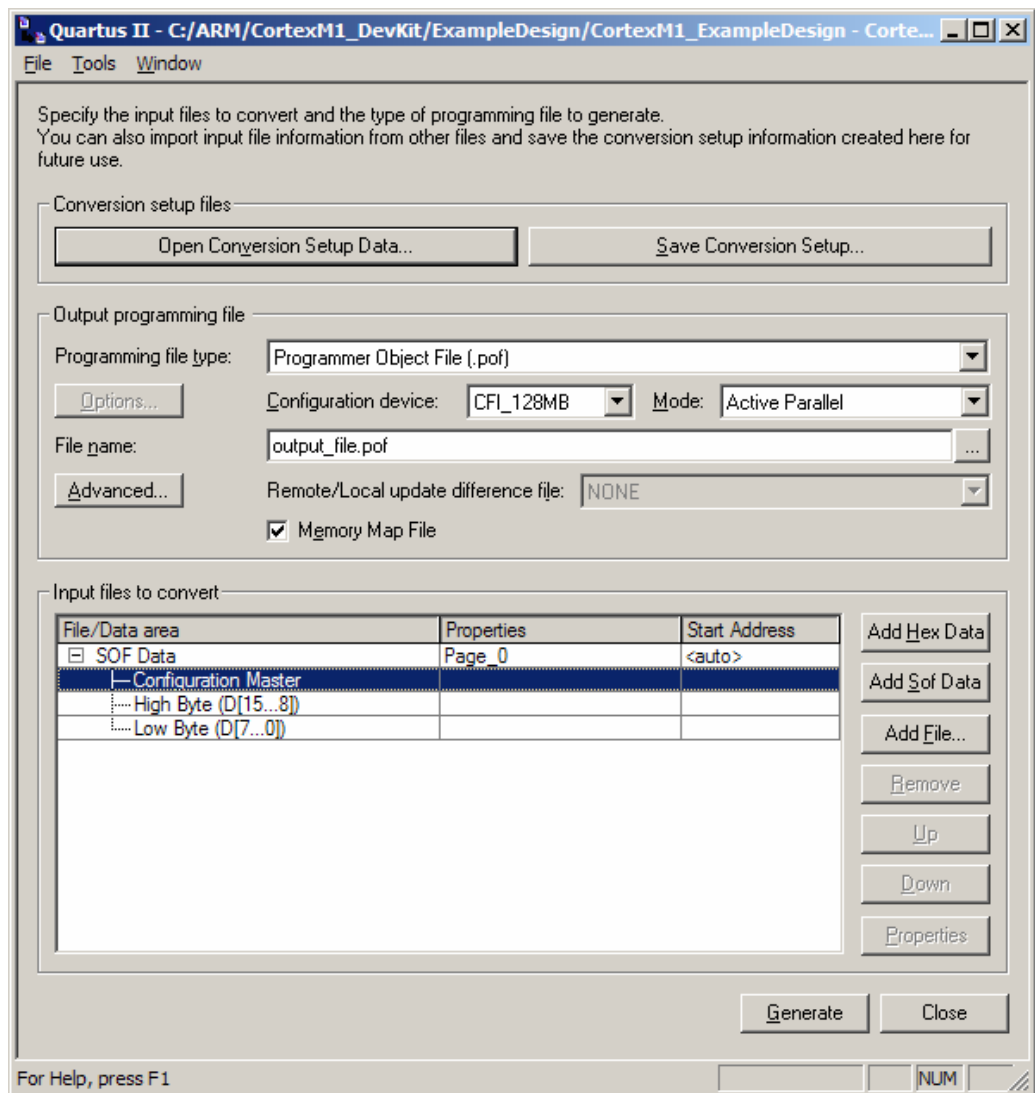 Quartus II - C:/ARM/CortexM1_DevKit/ExampleDesign/CortexM1_ExampleDesign - Corte...
File Tools Window
Specify the input files to convert and the type of programming file to generate.
You can also import input file information from other files and save the conversion setup information created here for
future use.
Conversion setup files
Open Conversion Setup Data... Save Conversion Setup...
Output programming file
Programming file type: Programmer Object File (.pof)
Options... Configuration device: CFI_128MB Mode: Active Parallel
File name: output_file.pof ...
Advanced... Remote/Local update difference file: NONE
Memory Map File
Input files to convert
File/Data area Properties Start Address Add Hex Data
SOF Data Page_0 <auto>
Configuration Master Add Sof Data
High Byte (D[15...8])
Low Byte (D[7...0]) Add File...
Remove
Up
Down
Properties
Generate Close
For Help, press F1 NUM